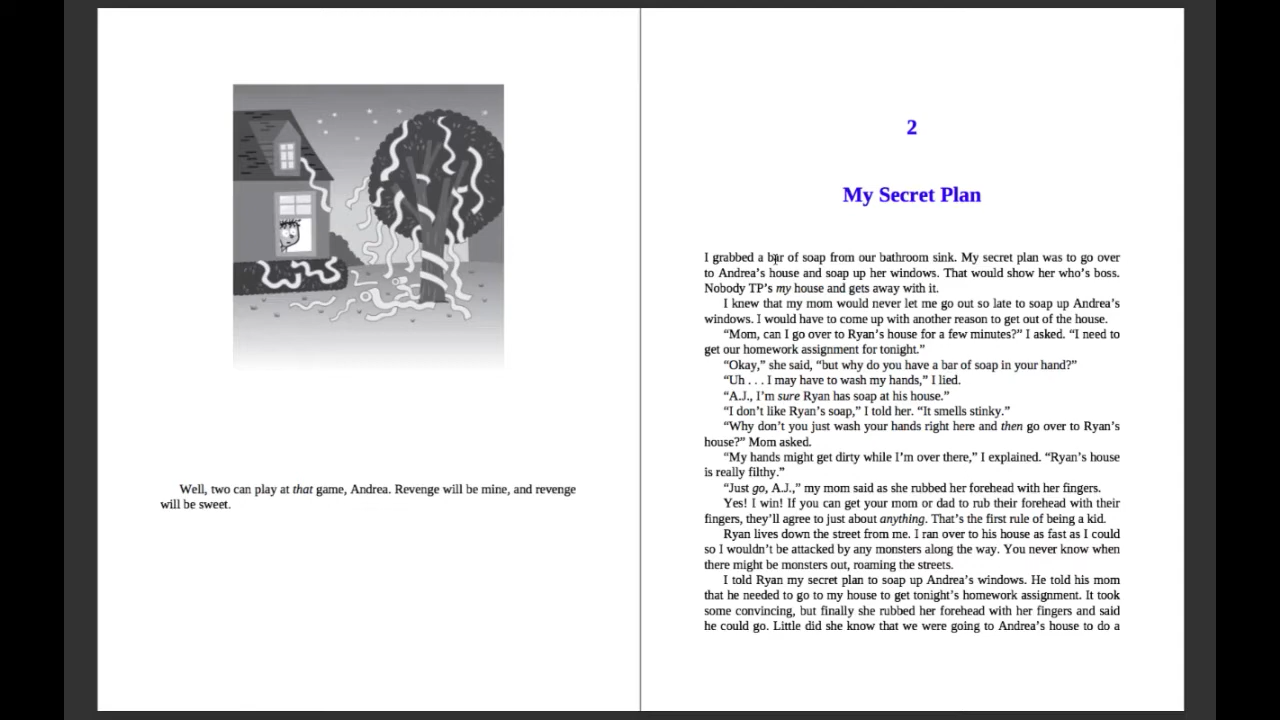 Well, two can play at that game, Andrea. Revenge will be mine, and revenge
will be sweet.
2
My Secret Plan
I grabbed a bar of soap from our bathroom sink. My secret plan was to go over
to Andrea’s house and soap up her windows. That would show her who’s boss.
Nobody TP’s my house and gets away with it.
I knew that my mom would never let me go out so late to soap up Andrea’s
windows. I would have to come up with another reason to get out of the house.
“Mom, can I go over to Ryan’s house for a few minutes?” I asked. “I need to
get our homework assignment for tonight.”
“Okay,” she said, “but why do you have a bar of soap in your hand?”
“Uh . . . I may have to wash my hands,” I lied.
“A.J., I’m sure Ryan has soap at his house.”
“I don’t like Ryan’s soap,” I told her. “It smells stinky.”
“Why don’t you just wash your hands right here and then go over to Ryan’s
house?” Mom asked.
“My hands might get dirty while I’m over there,” I explained. “Ryan’s house
is really filthy.”
“Just go, A.J.,” my mom said as she rubbed her forehead with her fingers.
Yes! I win! If you can get your mom or dad to rub their forehead with their
fingers, they’ll agree to just about anything. That’s the first rule of being a kid.
Ryan lives down the street from me. I ran over to his house as fast as I could
so I wouldn’t be attacked by any monsters along the way. You never know when
there might be monsters out, roaming the streets.
I told Ryan my secret plan to soap up Andrea’s windows. He told his mom
that he needed to go to my house to get tonight’s homework assignment. It took
some convincing, but finally she rubbed her forehead with her fingers and said
he could go. Little did she know that we were going to Andrea’s house to do a